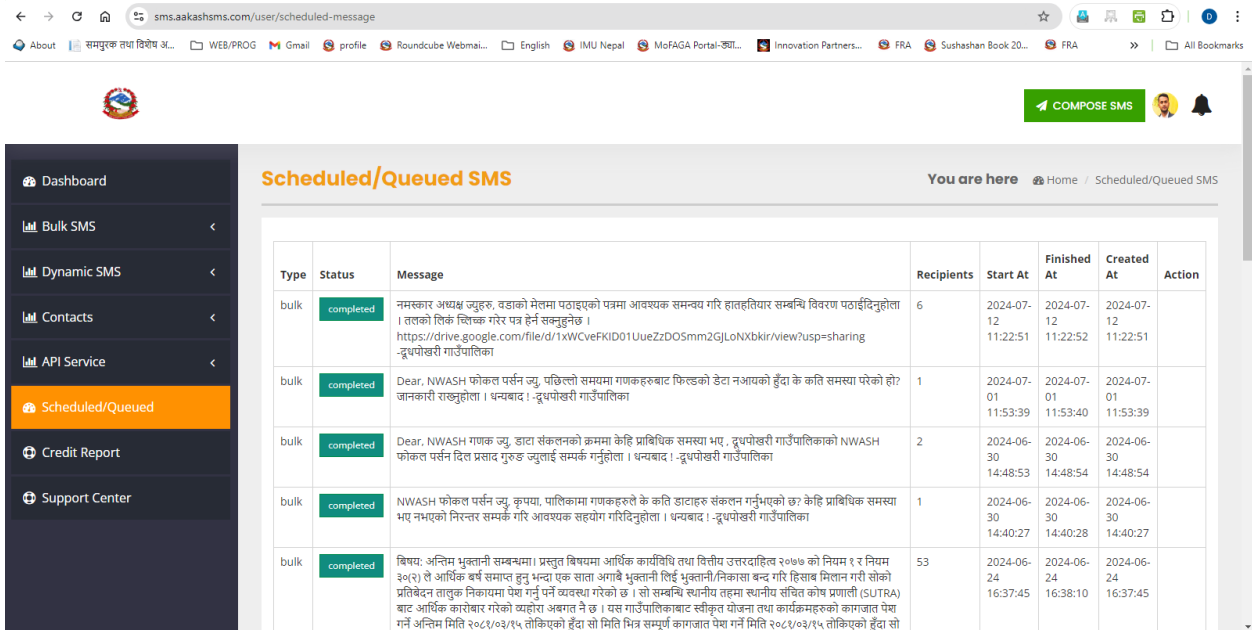 sms.aakashsms.com/user/scheduled-message
D
About
समपुरक तथा विशेष अ...
WEB/PROG
Gmail
profile
Roundcube Webmai...
English
IMU Nepal
MoFAGA Portal-ड्या...
Innovation Partners...
FRA
Sushashan Book 20...
FRA
»
All Bookmarks
COMPOSE SMS
Dashboard
Bulk SMS
Dynamic SMS
Contacts
API Service
Scheduled/Queued
Credit Report
Support Center
Scheduled/Queued SMS
You are here Home / Scheduled/Queued SMS
Type Status Message Recipients Start At Finished At Created At Action
bulk completed
नमस्कार अध्यक्ष ज्युहरु, वडाको मेलमा पठाइएको पत्रमा आवश्यक समन्वय गरि हातहतियार सम्बन्धि विवरण पठाईदिनुहोला
। तलको लिकं च्लिच्क गरेर पत्र हेर्न सक्नुहुनेछ ।
https://drive.google.com/file/d/1xWCveFKID01UueZzDOSmm2GJLoNXbkir/view?usp=sharing
-दूधपोखरी गाउँपालिका
6
2024-07-12 11:22:51
2024-07-12 11:22:52
2024-07-12 11:22:51
bulk completed
Dear, NWASH फोकल पर्सन ज्यु, पछिल्लो समयमा गणकहरुबाट फिल्डको डेटा नआयको हुँदा के कति समस्या परेको हो?
जानकारी राख्नुहोला । धन्यबाद ! -दूधपोखरी गाउँपालिका
1
2024-07-01 11:53:39
2024-07-01 11:53:40
2024-07-01 11:53:39
bulk completed
Dear, NWASH गणक ज्यु, डाटा संकलनको क्रममा केहि प्राबिधिक समस्या भए , दूधपोखरी गाउँपालिकाको NWASH
फोकल पर्सन दिल प्रसाद गुरुङ ज्युलाई सम्पर्क गर्नुहोला । धन्यबाद ! -दूधपोखरी गाउँपालिका
2
2024-06-30 14:48:53
2024-06-30 14:48:54
2024-06-30 14:48:54
bulk completed
NWASH फोकल पर्सन ज्यु, कृपया, पालिकामा गणकहरुले के कति डाटाहरु संकलन गर्नुभएको छ? केहि प्राबिधिक समस्या
भए नभएको निरन्तर सम्पर्क गरि आवश्यक सहयोग गरिदिनुहोला । धन्यबाद ! -दूधपोखरी गाउँपालिका
1
2024-06-30 14:40:27
2024-06-30 14:40:28
2024-06-30 14:40:27
bulk completed
बिषय: अन्तिम भुक्तानी सम्बन्धमा। प्रस्तुत बिषयमा आर्थिक कार्यविधि तथा वित्तीय उत्तरदाहित्व २०७७ को नियम १ र नियम
३०(२) ले आर्थिक बर्ष समाप्त हुनु भन्दा एक साता अगाबै भुक्तानी लिई भुक्तानी/निकासा बन्द गरि हिसाब मिलान गरी सोको
प्रतिबेदन तालुक निकायमा पेश गर्नु पर्ने व्यवस्था गरेको छ । सो सम्बन्धि स्थानीय तहमा स्थानीय संचित कोष प्रणाली (SUTRA)
बाट आर्थिक कारोबार गरेको व्यहोरा अबगत नै छ । यस गाउँपालिकाबाट स्वीकृत योजना तथा कार्यक्रमहरुको कागजात पेश
गर्ने अन्तिम मिति २०८१/०३/१५ तोकिएको हुँदा सो मिति भित्र सम्पूर्ण कागजात पेश गर्ने मिति २०८१/०३/१५ तोकिएको हुँदा सो
53
2024-06-24 16:37:45
2024-06-24 16:38:10
2024-06-24 16:37:45